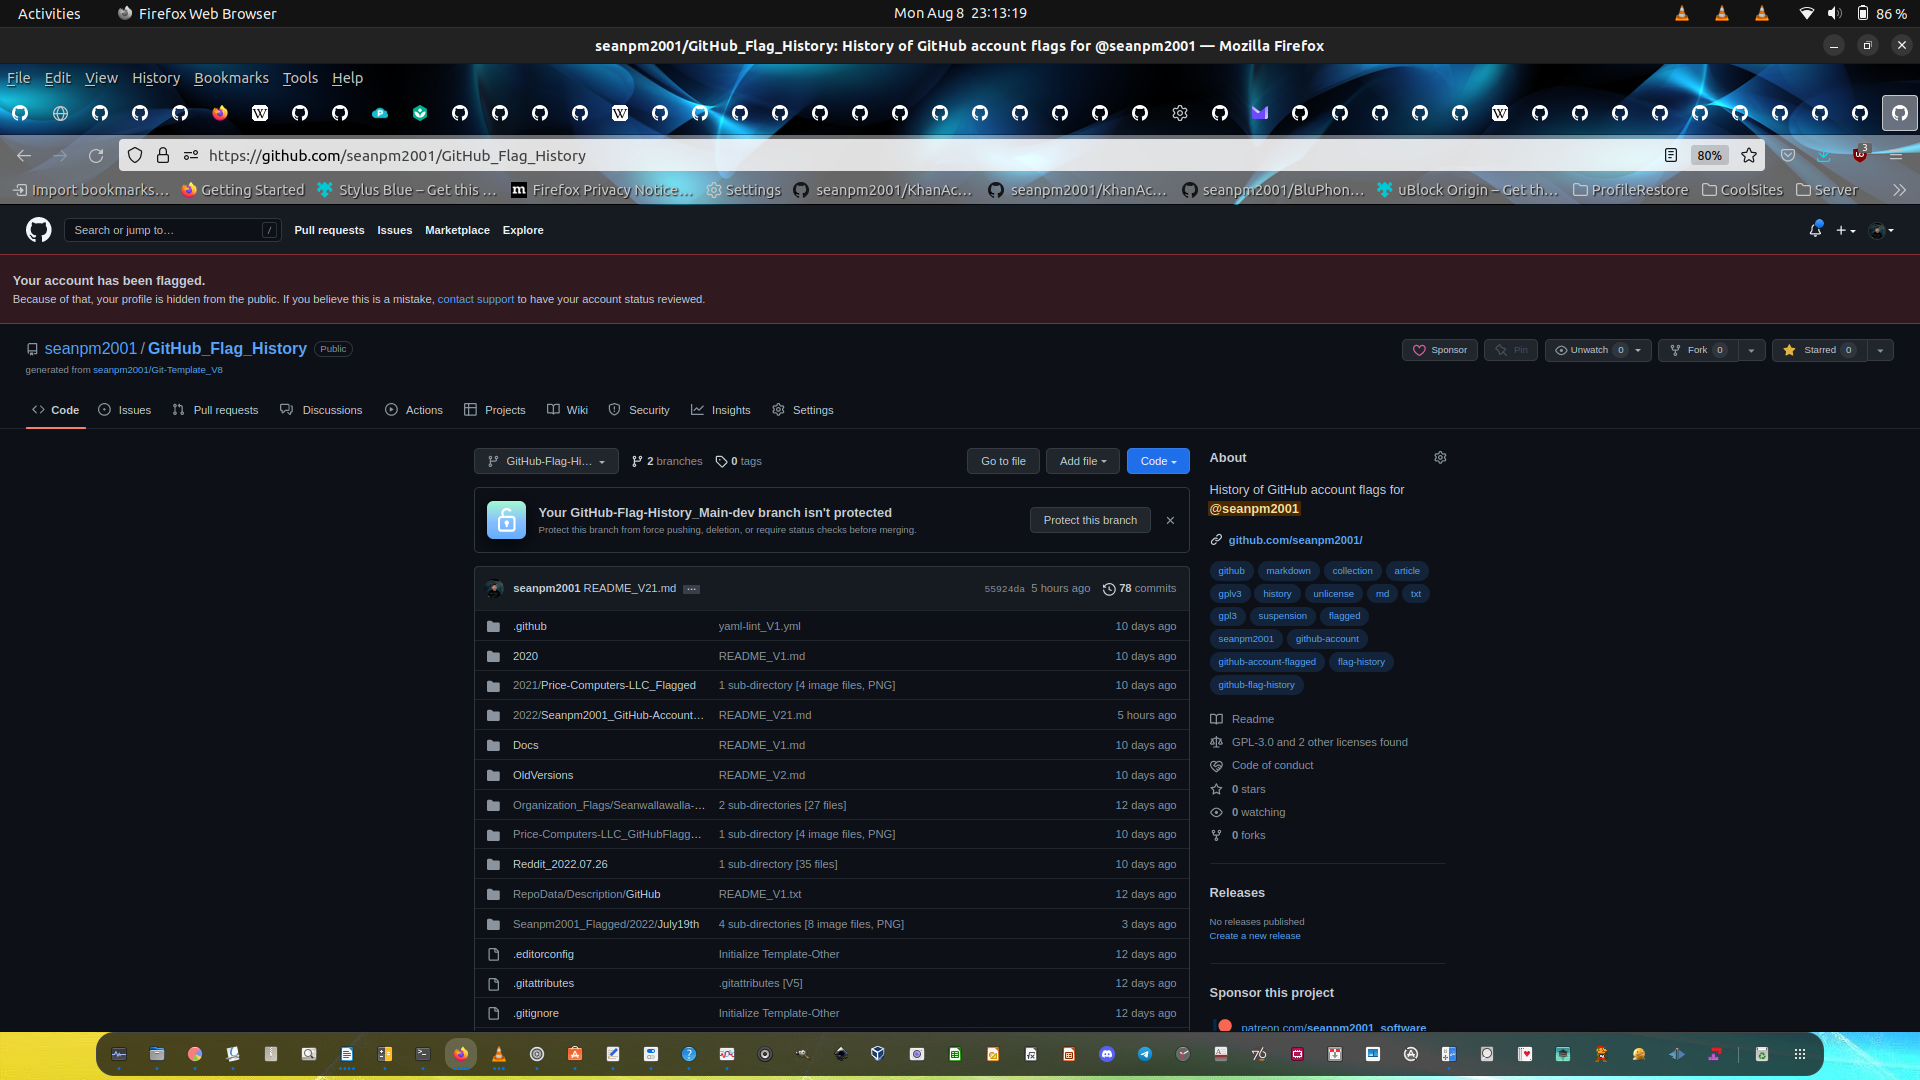 Activities
Firefox Web Browser
Mon Aug 8 23:13:19
86 %
seanpm2001/GitHub_Flag_History: History of GitHub account flags for @seanpm2001 — Mozilla Firefox
File Edit View History Bookmarks Tools Help
https://github.com/seanpm2001/GitHub_Flag_History
80%
3
Import bookmarks… Getting Started Stylus Blue – Get this … Firefox Privacy Notice… Settings seanpm2001/KhanAc… seanpm2001/KhanAc… seanpm2001/BluPhon… uBlock Origin – Get th… ProfileRestore CoolSites Server
Search or jump to… / Pull requests Issues Marketplace Explore
Your account has been flagged.
Because of that, your profile is hidden from the public. If you believe this is a mistake, contact support to have your account status reviewed.
seanpm2001 / GitHub_Flag_History Public
generated from seanpm2001/Git-Template_V8
Sponsor Pin Unwatch 0 Fork 0 Starred 0
Code Issues Pull requests Discussions Actions Projects Wiki Security Insights Settings
GitHub-Flag-Hi… 2 branches 0 tags Go to file Add file Code
Your GitHub-Flag-History_Main-dev branch isn't protected
Protect this branch from force pushing, deletion, or require status checks before merging.
Protect this branch
seanpm2001 README_V21.md … 55924da 5 hours ago 78 commits
.github yaml-lint_V1.yml 10 days ago
2020 README_V1.md 10 days ago
2021/Price-Computers-LLC_Flagged 1 sub-directory [4 image files, PNG] 10 days ago
2022/Seanpm2001_GitHub-Account… README_V21.md 5 hours ago
Docs README_V1.md 10 days ago
OldVersions README_V2.md 10 days ago
Organization_Flags/Seanwallawalla-… 2 sub-directories [27 files] 12 days ago
Price-Computers-LLC_GitHubFlagg… 1 sub-directory [4 image files, PNG] 10 days ago
Reddit_2022.07.26 1 sub-directory [35 files] 10 days ago
RepoData/Description/GitHub README_V1.txt 12 days ago
Seanpm2001_Flagged/2022/July19th 4 sub-directories [8 image files, PNG] 3 days ago
.editorconfig Initialize Template-Other 12 days ago
.gitattributes .gitattributes [V5] 12 days ago
.gitignore Initialize Template-Other 12 days ago
About
History of GitHub account flags for
@seanpm2001
github.com/seanpm2001/
github markdown collection article
gplv3 history unlicense md txt
gpl3 suspension flagged
seanpm2001 github-account
github-account-flagged flag-history
github-flag-history
Readme
GPL-3.0 and 2 other licenses found
Code of conduct
0 stars
0 watching
0 forks
Releases
No releases published
Create a new release
Sponsor this project
patreon.com/seanpm2001_software